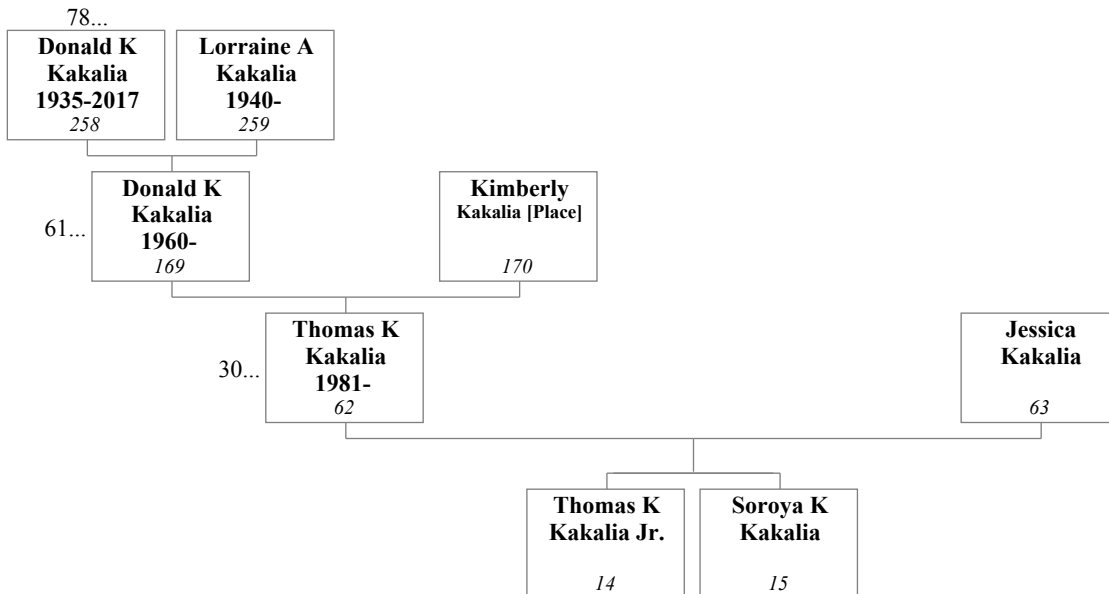 78...
Donald K
Kakalia
1935-2017
258
Lorraine A
Kakalia
1940-
259
61...
Donald K
Kakalia
1960-
169
Kimberly
Kakalia [Place]
170
30...
Thomas K
Kakalia
1981-
62
Jessica
Kakalia
63
Thomas K
Kakalia Jr.
14
Soroya K
Kakalia
15